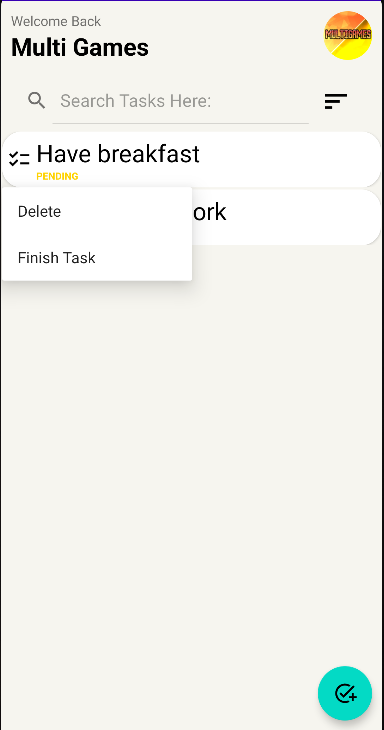 Welcome Back
Multi Games
MULTIGAMES
Search Tasks Here:
Have breakfast
PENDING
ork
Delete
Finish Task